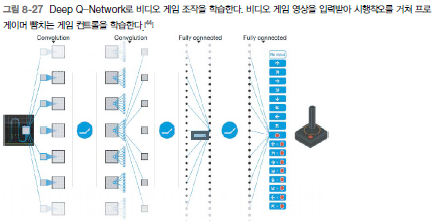 그림 8-27 Deep Q-Network로 비디오 게임 조작을 학습한다. 비디오 게임 영상을 입력받아 시행착오를 거쳐 프로
게이머 뺨치는 게임 컨트롤을 학습한다.[44]
Convolution Convolution Fully connected Fully connected
No input